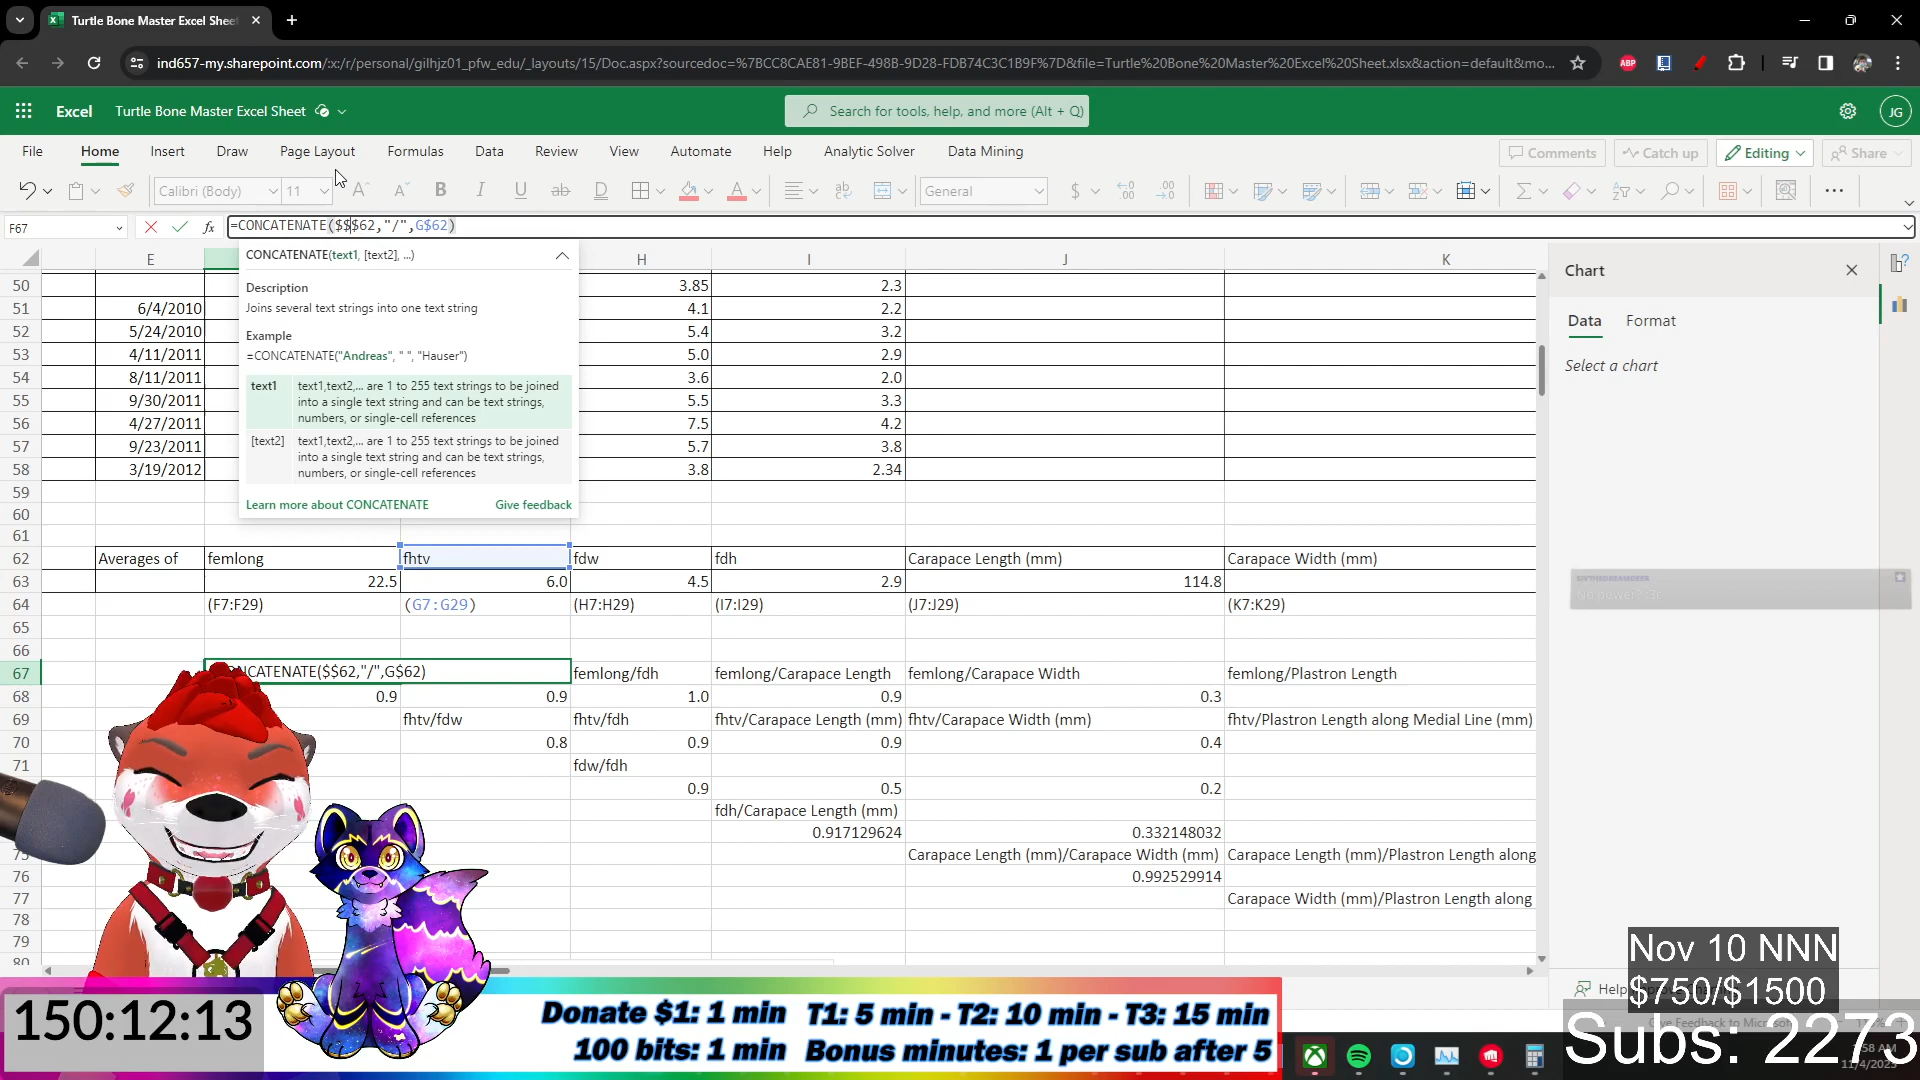 Turtle Bone Master Excel Shee
ind657-my.sharepoint.com/:x:/r/personal/gilhjz01_pfw_edu/_layouts/15/Doc.aspx?sourcedoc=%7BCC8CAE81-9BEF-498B-9D28-FDB74C3C1B9F%7D&file=Turtle%20Bone%20Master%20Excel%20Sheet.xlsx&action=default&mo...
ABP
Excel Turtle Bone Master Excel Sheet
Search for tools, help, and more (Alt + Q)
JG
File Home Insert Draw Page Layout Formulas Data Review View Automate Help Analytic Solver Data Mining
Comments Catch up Editing Share
Calibri (Body) 11 General
F67 fx =CONCATENATE($$$62,"/",G$62)
E H I J K
CONCATENATE(text1, [text2], ...)
Description
Joins several text strings into one text string
Example
=CONCATENATE("Andreas", " ", "Hauser")
text1 text1,text2,... are 1 to 255 text strings to be joined into a single text string and can be text strings, numbers, or single-cell references
[text2] text1,text2,... are 1 to 255 text strings to be joined into a single text string and can be text strings, numbers, or single-cell references
Learn more about CONCATENATE Give feedback
50 3.85 2.3
51 6/4/2010 4.1 2.2
52 5/24/2010 5.4 3.2
53 4/11/2011 5.0 2.9
54 8/11/2011 3.6 2.0
55 9/30/2011 5.5 3.3
56 4/27/2011 7.5 4.2
57 9/23/2011 5.7 3.8
58 3/19/2012 3.8 2.34
59
60
61
62 Averages of femlong fhtv fdw fdh Carapace Length (mm) Carapace Width (mm)
63 22.5 6.0 4.5 2.9 114.8
64 (F7:F29) (G7:G29) (H7:H29) (I7:I29) (J7:J29) (K7:K29)
65
66
67 NCATENATE($$62,"/",G$62) femlong/fdh femlong/Carapace Length femlong/Carapace Width femlong/Plastron Length
68 0.9 0.9 1.0 0.9 0.3
69 fhtv/fdw fhtv/fdh fhtv/Carapace Length (mm) fhtv/Carapace Width (mm) fhtv/Plastron Length along Medial Line (mm)
70 0.8 0.9 0.9 0.4
71 fdw/fdh
0.9 0.5 0.2
fdh/Carapace Length (mm)
0.917129624 0.332148032
75 Carapace Length (mm)/Carapace Width (mm) Carapace Length (mm)/Plastron Length along
76 0.992529914
77 Carapace Width (mm)/Plastron Length along
78
79
80
Chart
Data Format
Select a chart
Help
Nov 10 NNN
$750/$1500
Subs: 2273
150:12:13
Donate $1: 1 min T1: 5 min - T2: 10 min - T3: 15 min
100 bits: 1 min Bonus minutes: 1 per sub after 5